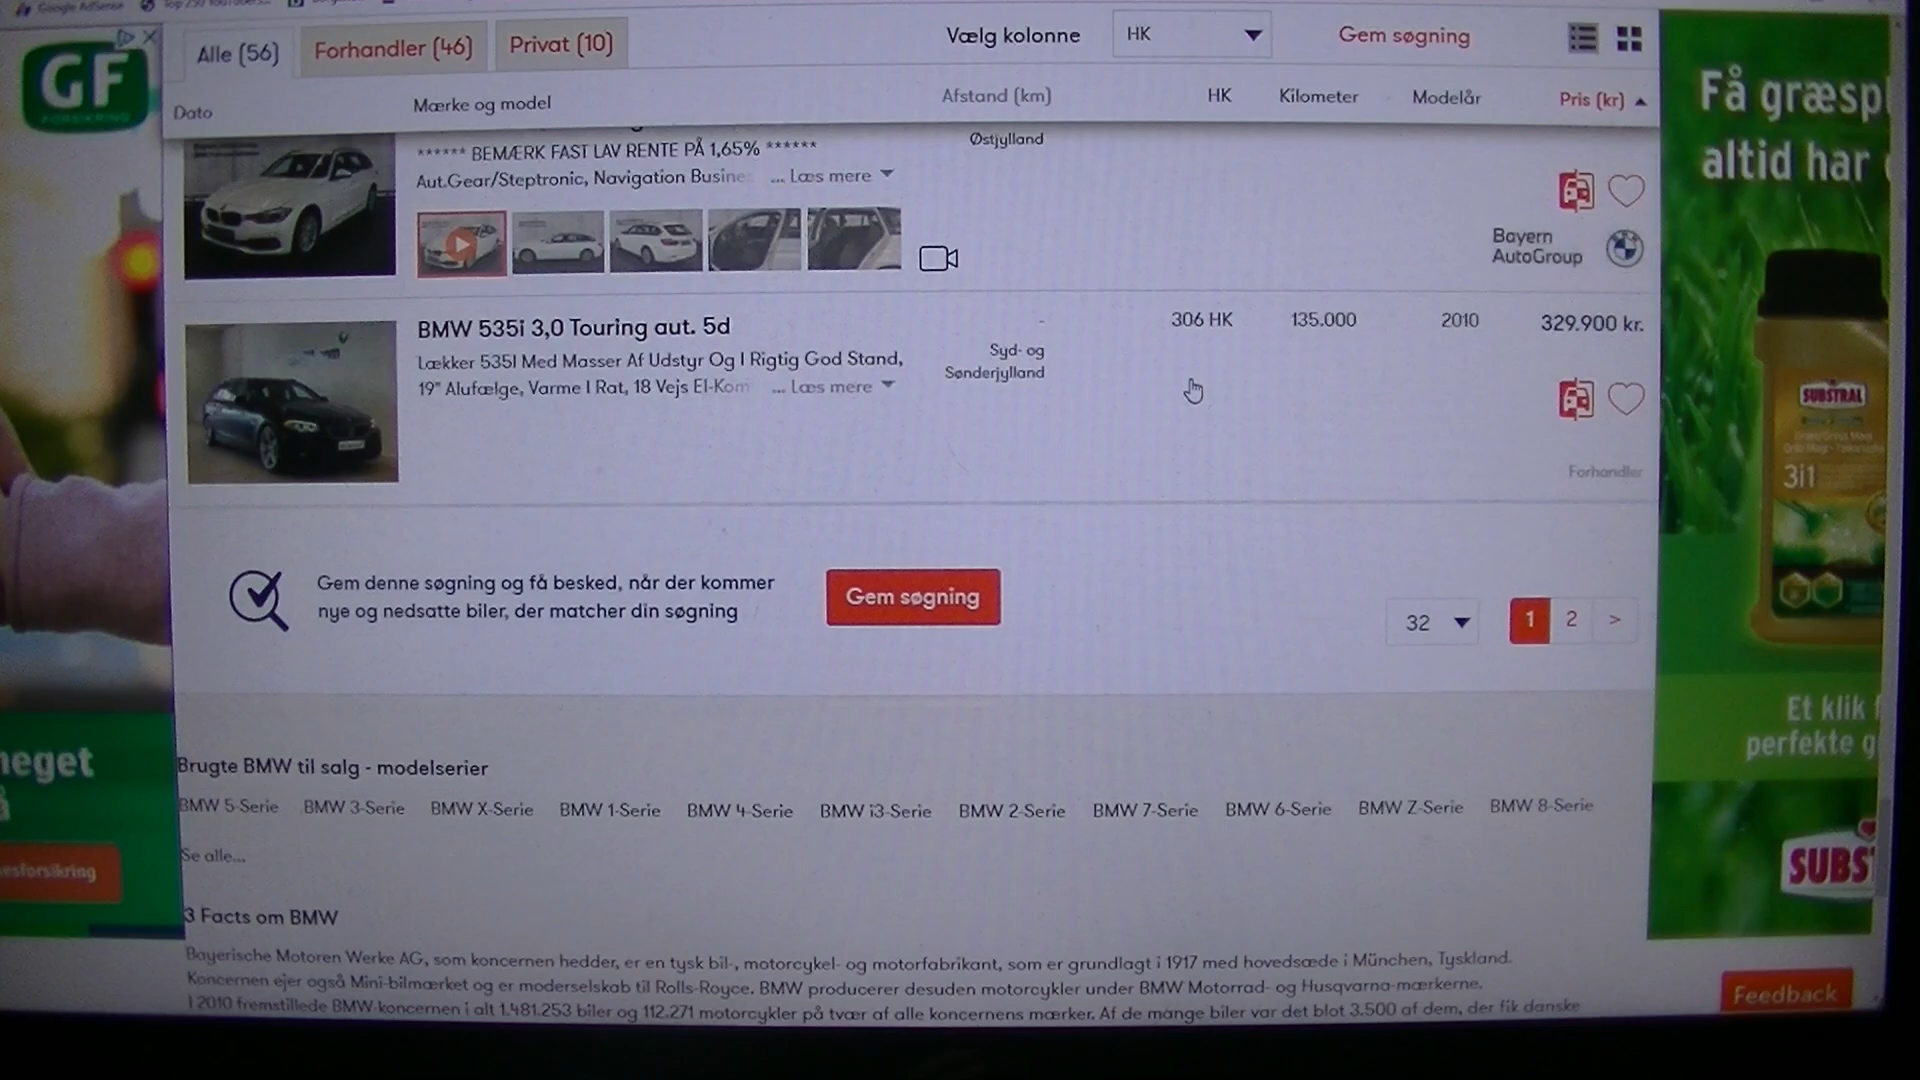 Google AdSense
GF
FORSIKRING
Alle (56)
Forhandler (46)
Privat (10)
Vælg kolonne
HK
Gem søgning
Dato
Mærke og model
Afstand (km)
HK
Kilometer
Modelår
Pris (kr)
Østjylland
****** BEMÆRK FAST LAV RENTE PÅ 1,65% ******
Aut.Gear/Steptronic, Navigation Busine ... Læs mere
Bayern
AutoGroup
BMW 535i 3,0 Touring aut. 5d
-
306 HK
135.000
2010
329.900 kr.
Lækker 535I Med Masser Af Udstyr Og I Rigtig God Stand,
19" Alufælge, Varme I Rat, 18 Vejs El-Kom ... Læs mere
Syd- og
Sønderjylland
Forhandler
Gem denne søgning og få besked, når der kommer
nye og nedsatte biler, der matcher din søgning
Gem søgning
32
1
2
>
Brugte BMW til salg - modelserier
BMW 5-Serie BMW 3-Serie BMW X-Serie BMW 1-Serie BMW 4-Serie BMW i3-Serie BMW 2-Serie BMW 7-Serie BMW 6-Serie BMW Z-Serie BMW 8-Serie
Se alle...
3 Facts om BMW
Bayerische Motoren Werke AG, som koncernen hedder, er en tysk bil-, motorcykel- og motorfabrikant, som er grundlagt i 1917 med hovedsæde i München, Tyskland.
Koncernen ejer også Mini-bilmærket og er moderselskab til Rolls-Royce. BMW producerer desuden motorcykler under BMW Motorrad- og Husqvarna-mærkerne.
I 2010 fremstillede BMW-koncernen i alt 1.481.253 biler og 112.271 motorcykler på tværs af alle koncernens mærker. Af de mange biler var det blot 3.500 af dem, der fik danske
Feedback
neget
esforsikring
Få græspl
altid har
SUBSTRAL
3i1
Et klik
perfekte g
SUBST